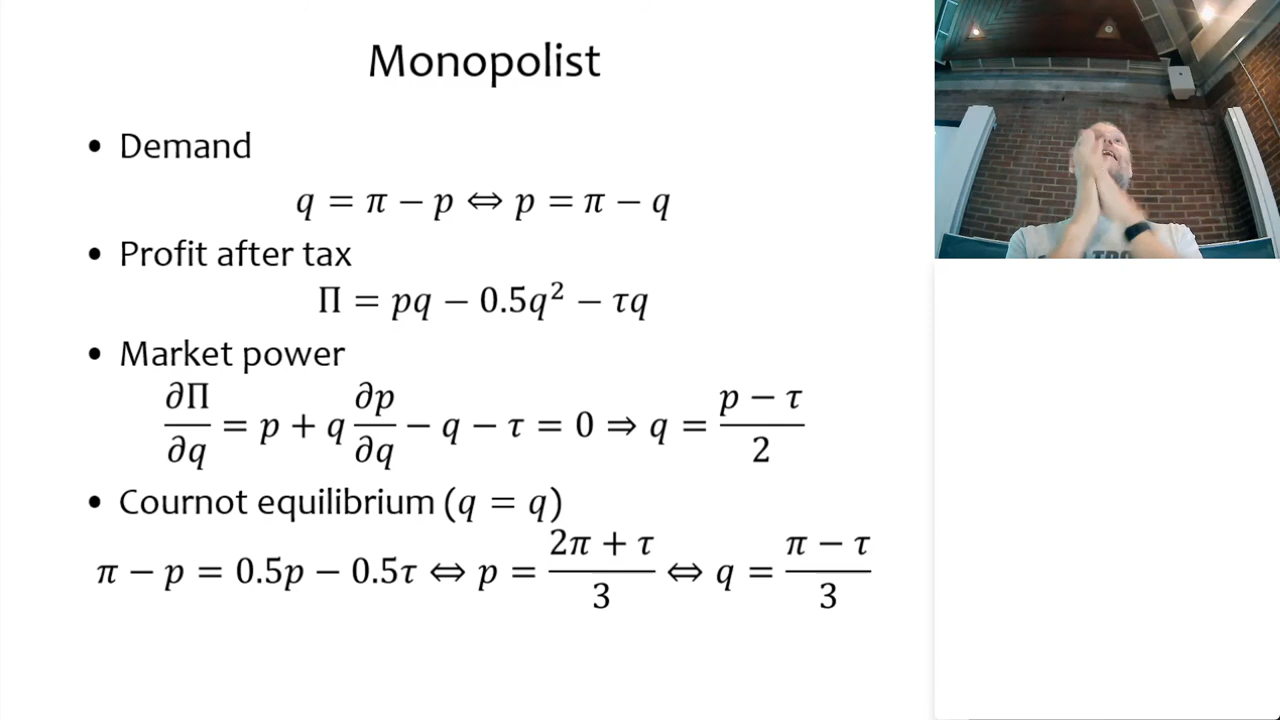 Monopolist
• Demand
q = π − p ⇔ p = π − q
• Profit after tax
Π = pq − 0.5q² − τq
• Market power
∂Π/∂q = p + q ∂p/∂q − q − τ = 0 ⇒ q = (p − τ)/2
• Cournot equilibrium (q = q)
π − p = 0.5p − 0.5τ ⇔ p = (2π + τ)/3 ⇔ q = (π − τ)/3